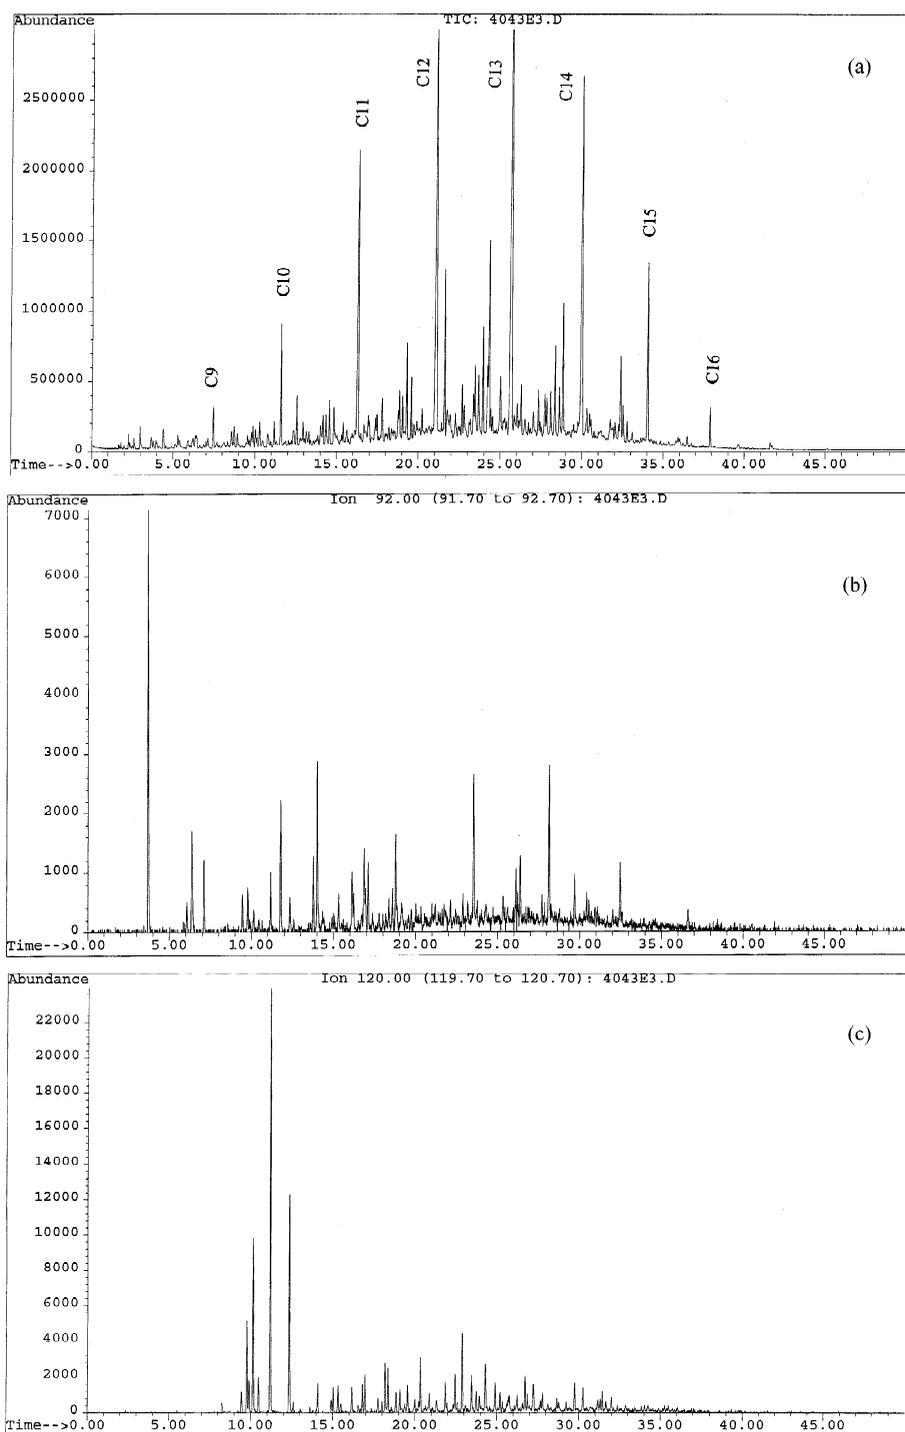 Abundance TIC: 4043E3.D
(a)
C9 C10 C11 C12 C13 C14 C15 C16
2500000
2000000
1500000
1000000
500000
0
Time-->0.00 5.00 10.00 15.00 20.00 25.00 30.00 35.00 40.00 45.00
Abundance Ion 92.00 (91.70 to 92.70): 4043E3.D
(b)
7000
6000
5000
4000
3000
2000
1000
0
Time-->0.00 5.00 10.00 15.00 20.00 25.00 30.00 35.00 40.00 45.00
Abundance Ion 120.00 (119.70 to 120.70): 4043E3.D
(c)
22000
20000
18000
16000
14000
12000
10000
8000
6000
4000
2000
0
Time-->0.00 5.00 10.00 15.00 20.00 25.00 30.00 35.00 40.00 45.00